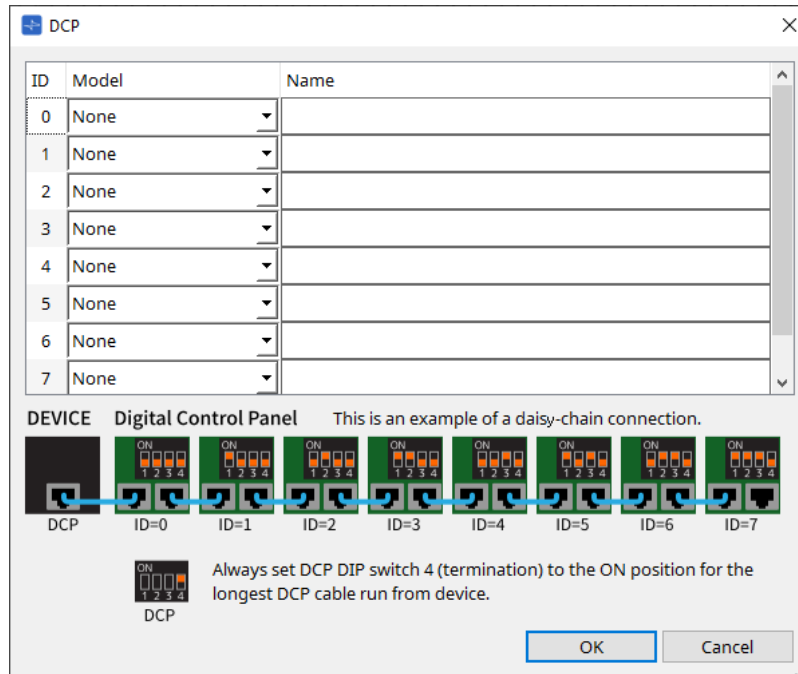 DCP
ID Model Name
0 None
1 None
2 None
3 None
4 None
5 None
6 None
7 None
DEVICE Digital Control Panel This is an example of a daisy-chain connection.
ON ON ON ON ON ON ON ON
1 2 3 4 1 2 3 4 1 2 3 4 1 2 3 4 1 2 3 4 1 2 3 4 1 2 3 4 1 2 3 4
DCP ID=0 ID=1 ID=2 ID=3 ID=4 ID=5 ID=6 ID=7
ON
1 2 3 4
DCP
Always set DCP DIP switch 4 (termination) to the ON position for the
longest DCP cable run from device.
OK Cancel